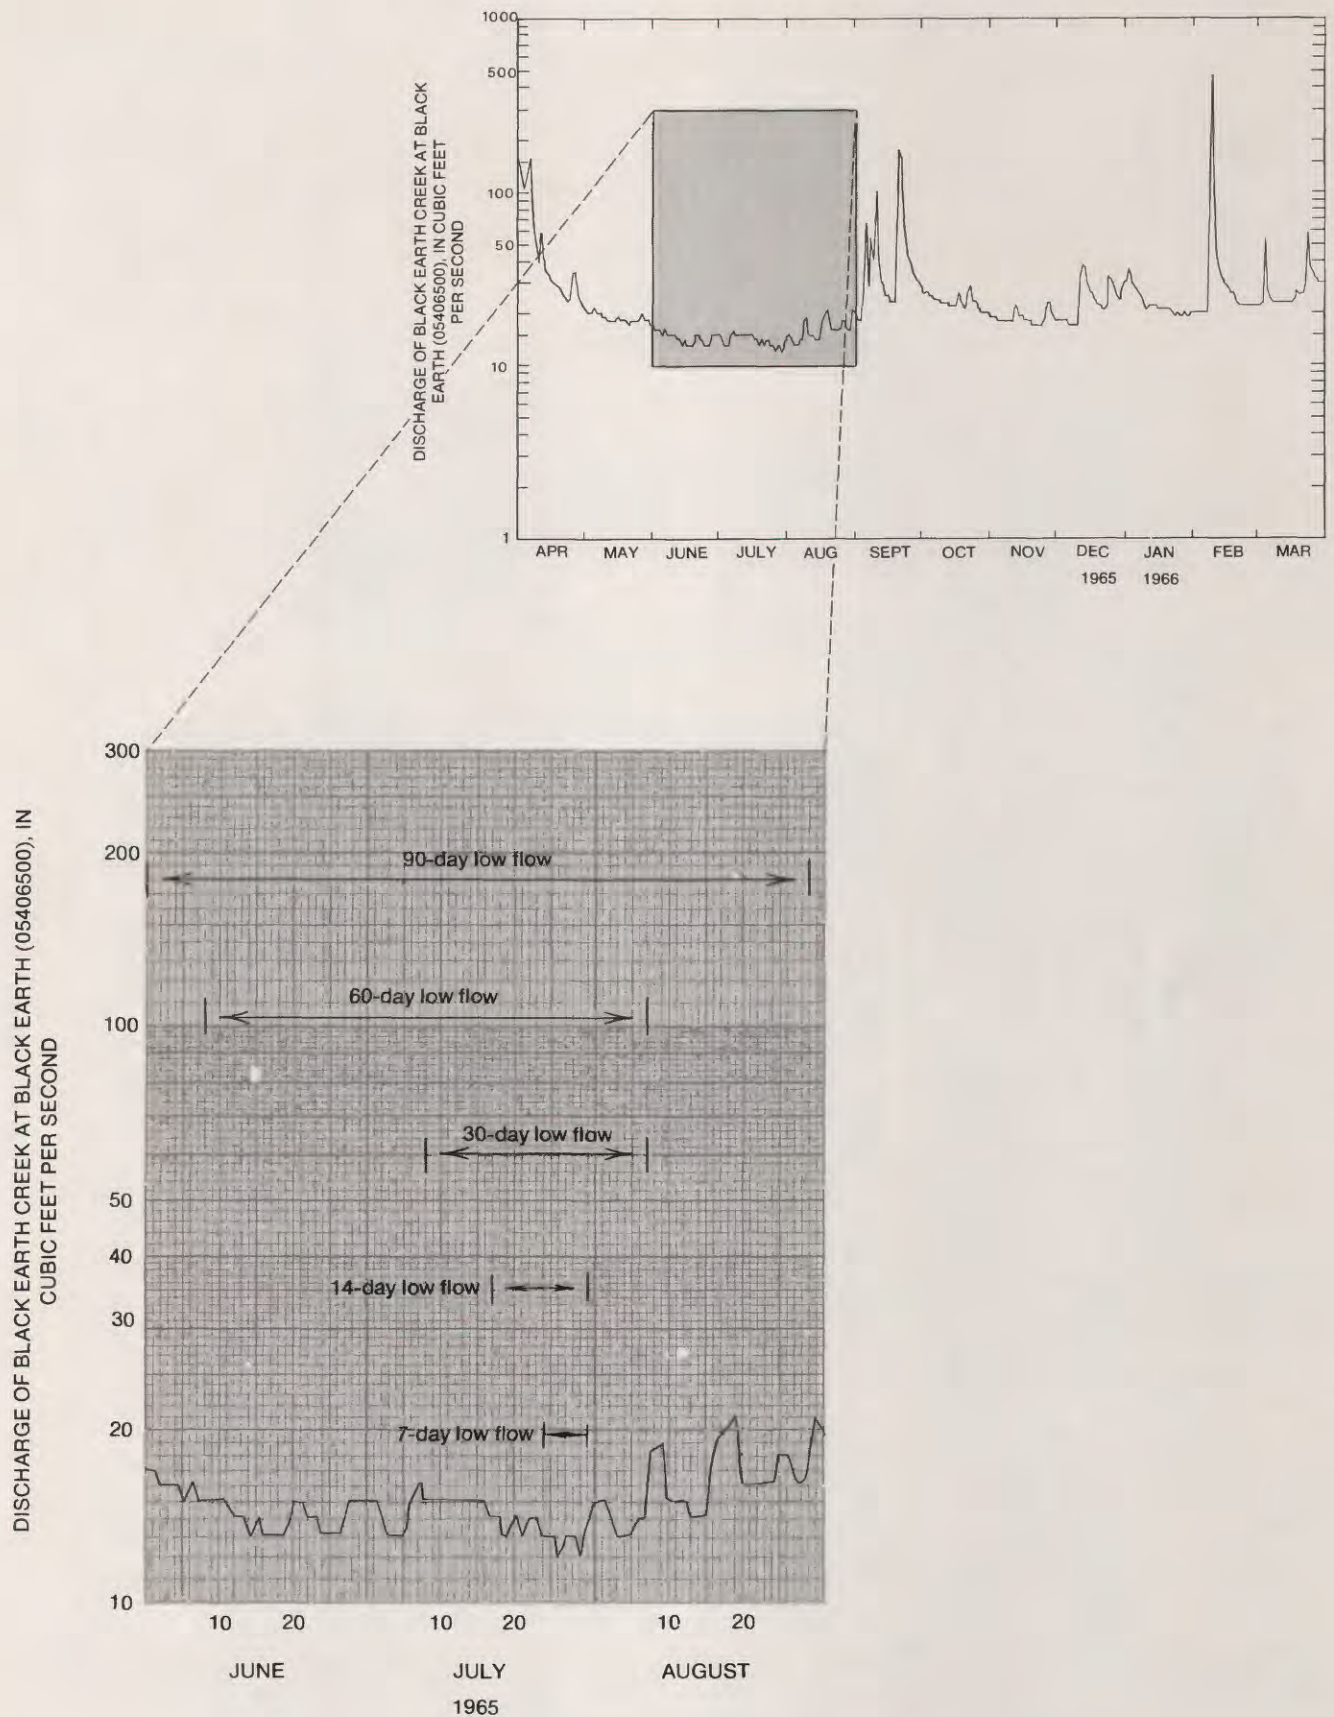 DISCHARGE OF BLACK EARTH CREEK AT BLACK
EARTH (05406500), IN CUBIC FEET
PER SECOND
1000
500
100
50
10
1
APR MAY JUNE JULY AUG SEPT OCT NOV DEC JAN FEB MAR
1965 1966
DISCHARGE OF BLACK EARTH CREEK AT BLACK EARTH (05406500), IN
CUBIC FEET PER SECOND
300
200
100
50
40
30
20
10
90-day low flow
60-day low flow
30-day low flow
14-day low flow
7-day low flow
10 20 10 20 10 20
JUNE JULY AUGUST
1965